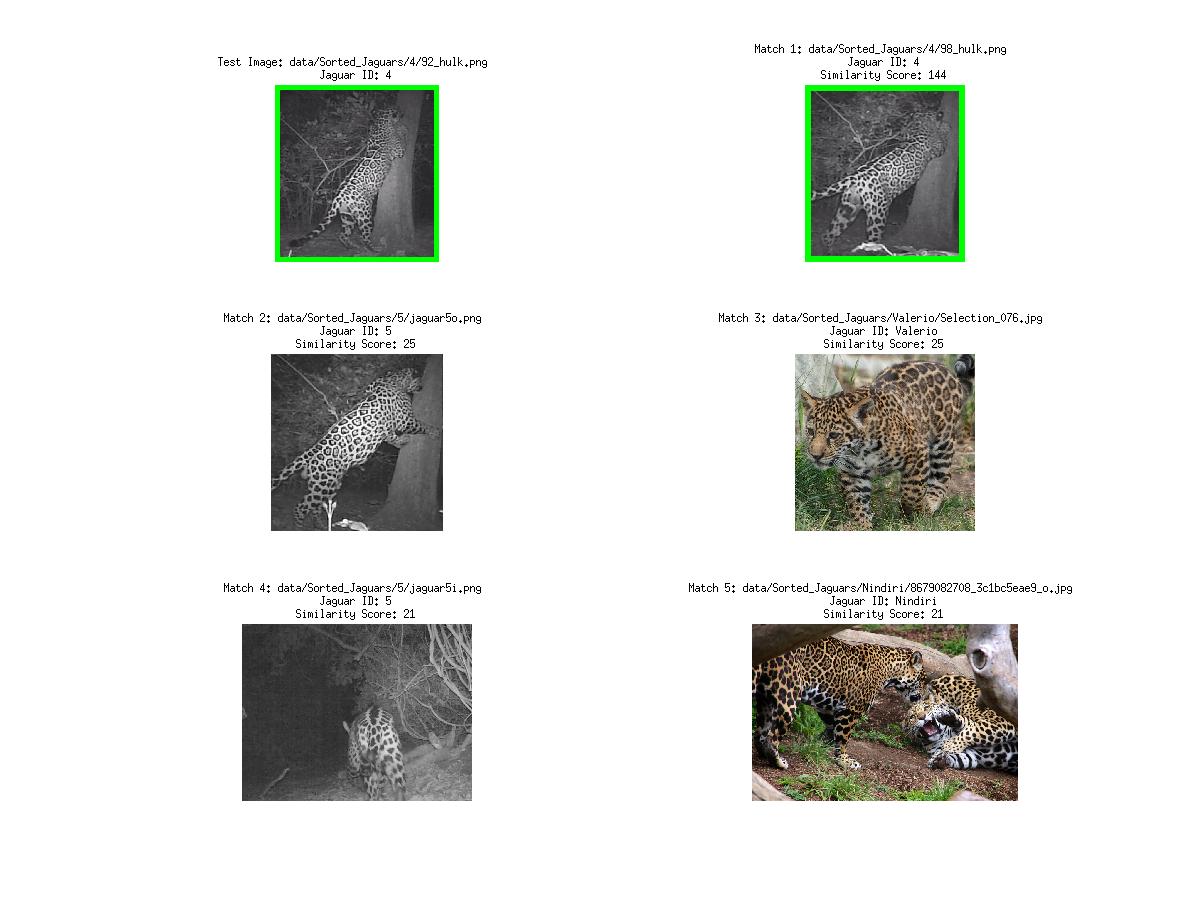 Test Image: data/Sorted_Jaguars/4/92_hulk.png
Jaguar ID: 4
Match 1: data/Sorted_Jaguars/4/98_hulk.png
Jaguar ID: 4
Similarity Score: 144
Match 2: data/Sorted_Jaguars/5/jaguar5o.png
Jaguar ID: 5
Similarity Score: 25
Match 3: data/Sorted_Jaguars/Valerio/Selection_076.jpg
Jaguar ID: Valerio
Similarity Score: 25
Match 4: data/Sorted_Jaguars/5/jaguar5i.png
Jaguar ID: 5
Similarity Score: 21
Match 5: data/Sorted_Jaguars/Nindiri/8679082708_3c1bc5eae9_o.jpg
Jaguar ID: Nindiri
Similarity Score: 21